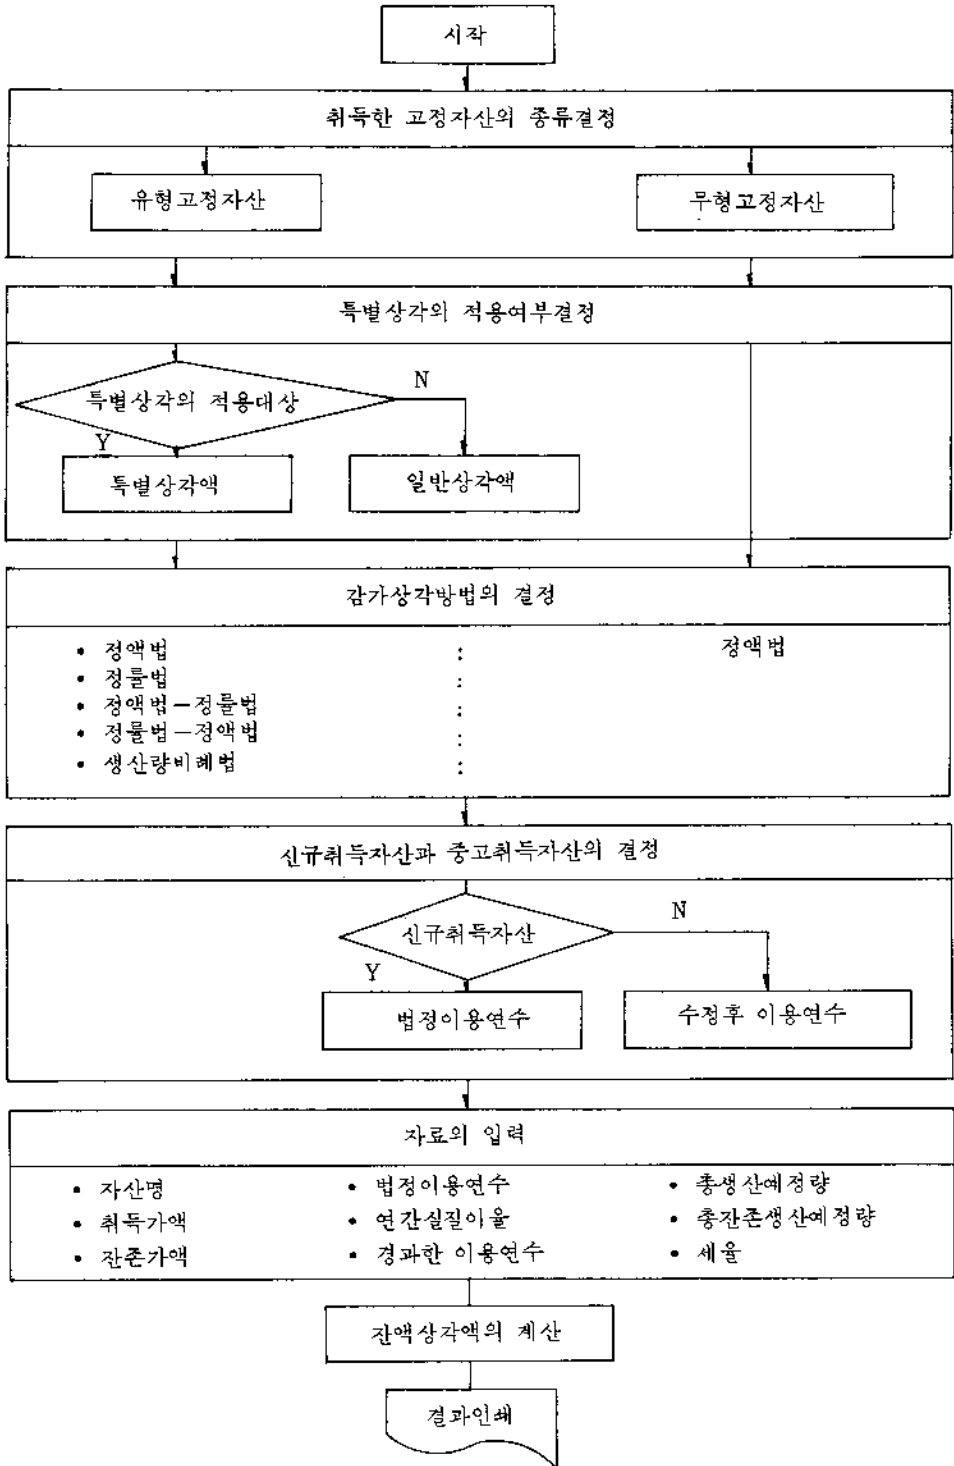 시작
취득한 고정자산의 종류결정
유형고정자산
무형고정자산
특별상각의 적용여부결정
특별상각의 적용대상
N
Y
특별상각액
일반상각액
감가상각방법의 결정
• 정액법 : 정액법
• 정률법 :
• 정액법－정률법 :
• 정률법－정액법 :
• 생산량비례법 :
신규취득자산과 중고취득자산의 결정
신규취득자산
N
Y
법정이용연수
수정후 이용연수
자료의 입력
• 자산명 • 법정이용연수 • 총생산예정량
• 취득가액 • 연간실질이율 • 총잔존생산예정량
• 잔존가액 • 경과한 이용연수 • 세율
잔액상각액의 계산
결과인쇄